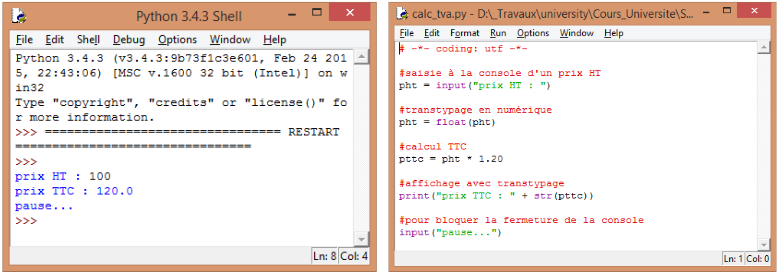 Python 3.4.3 Shell
File Edit Shell Debug Options Window Help
Python 3.4.3 (v3.4.3:9b73f1c3e601, Feb 24 201
5, 22:43:06) [MSC v.1600 32 bit (Intel)] on w
in32
Type "copyright", "credits" or "license()" fo
r more information.
>>> ================================ RESTART
================================
>>>
prix HT : 100
prix TTC : 120.0
pause...
>>>
Ln: 8 Col: 4
calc_tva.py - D:\_Travaux\university\Cours_Universite\S...
File Edit Format Run Options Window Help
# -*- coding: utf -*-
#saisie à la console d'un prix HT
pht = input("prix HT : ")
#transtypage en numérique
pht = float(pht)
#calcul TTC
pttc = pht * 1.20
#affichage avec transtypage
print("prix TTC : " + str(pttc))
#pour bloquer la fermeture de la console
input("pause...")
Ln: 1 Col: 0